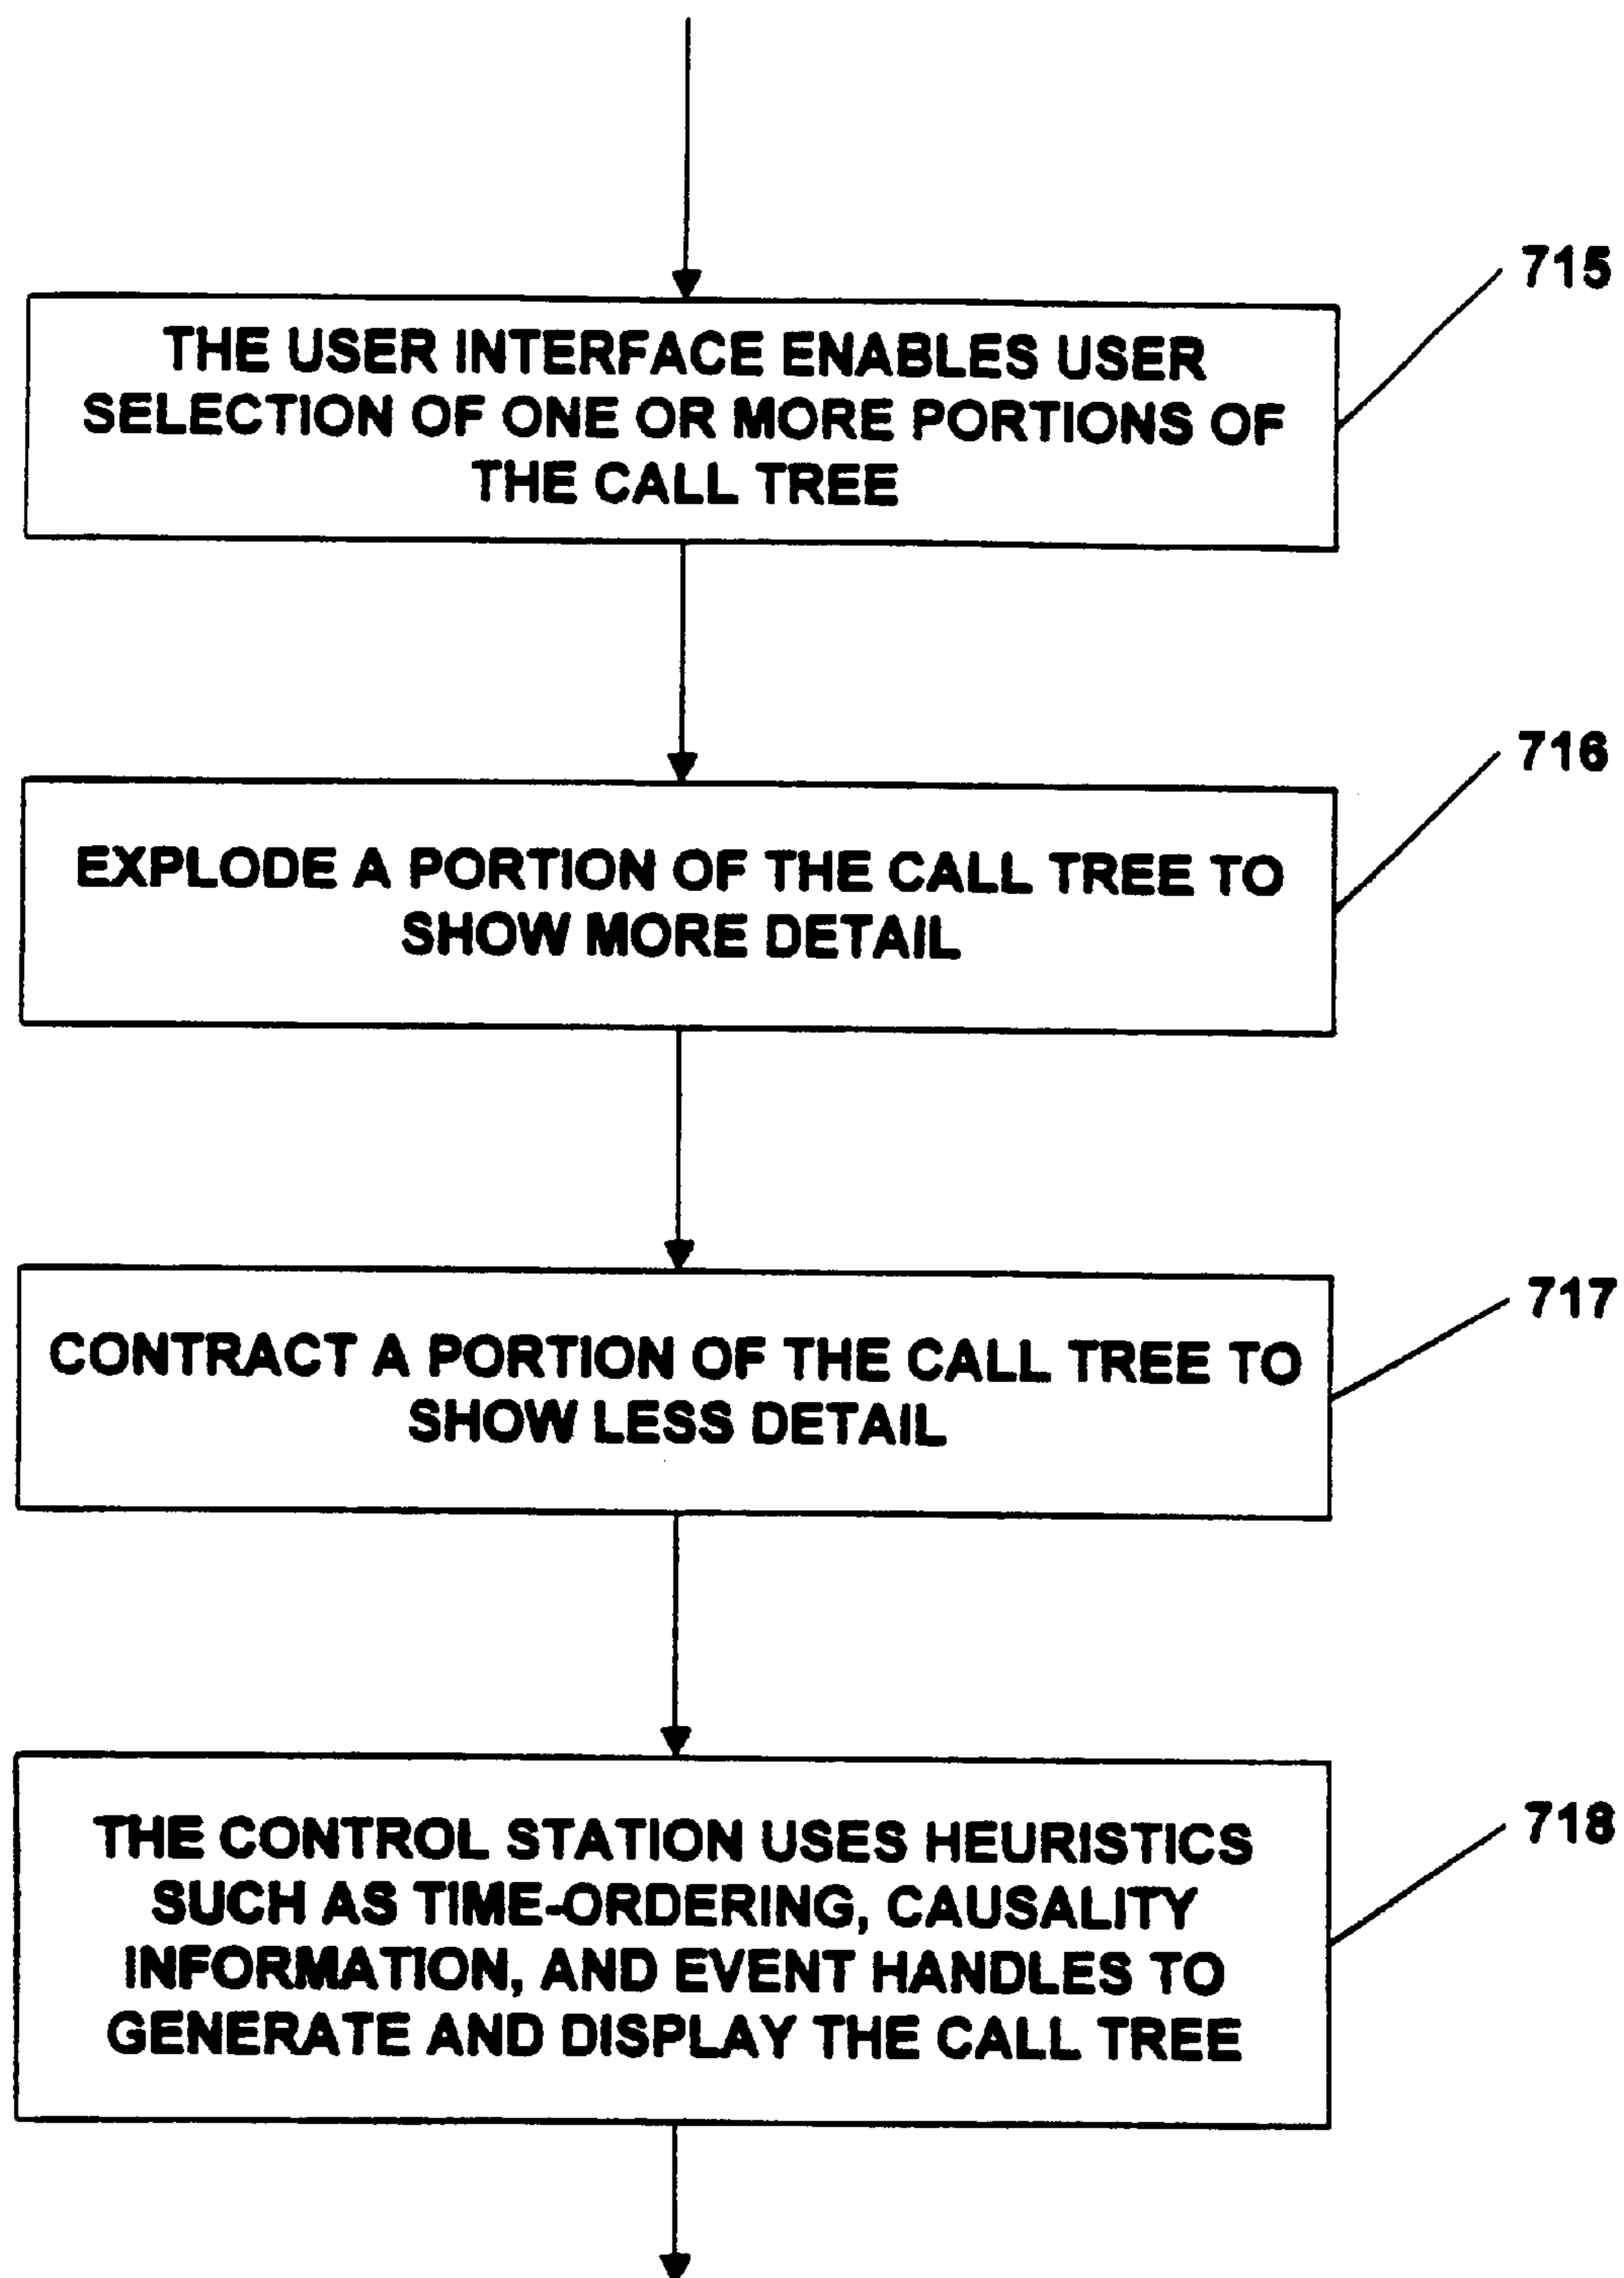 715
THE USER INTERFACE ENABLES USER
SELECTION OF ONE OR MORE PORTIONS OF
THE CALL TREE
716
EXPLODE A PORTION OF THE CALL TREE TO
SHOW MORE DETAIL
717
CONTRACT A PORTION OF THE CALL TREE TO
SHOW LESS DETAIL
718
THE CONTROL STATION USES HEURISTICS
SUCH AS TIME-ORDERING, CAUSALITY
INFORMATION, AND EVENT HANDLES TO
GENERATE AND DISPLAY THE CALL TREE